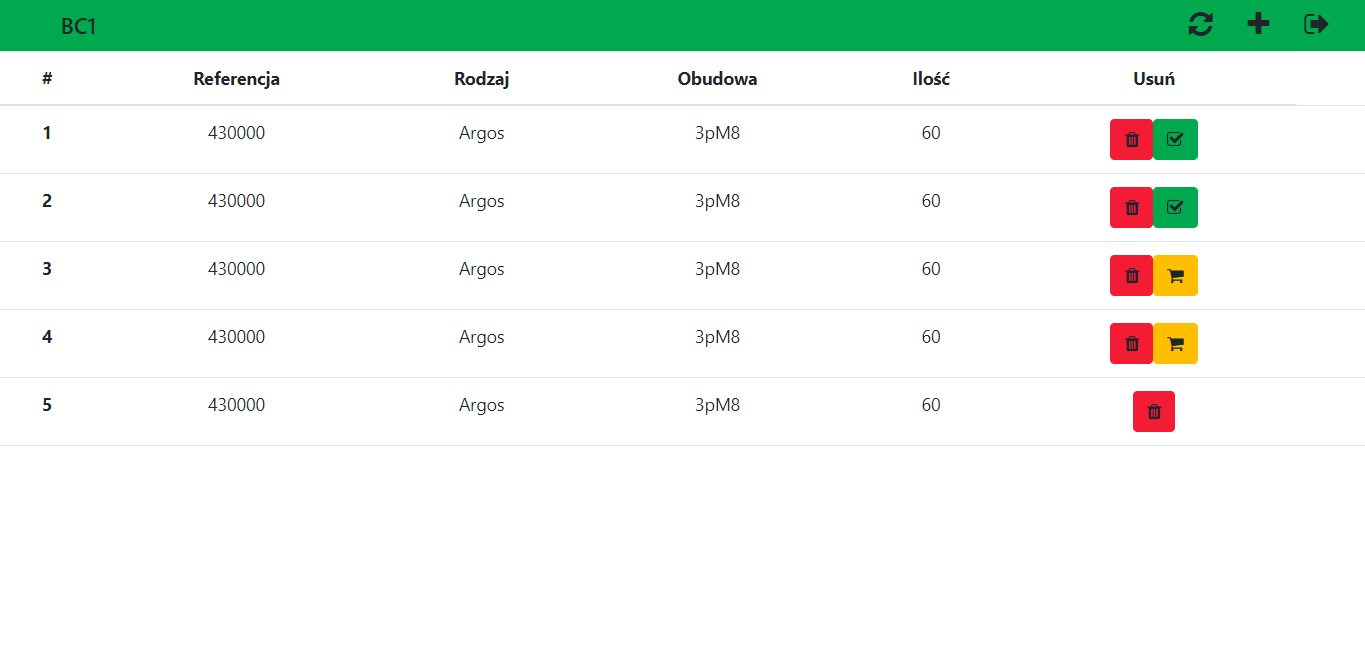 BC1
# Referencja Rodzaj Obudowa Ilość Usuń
1 430000 Argos 3pM8 60
2 430000 Argos 3pM8 60
3 430000 Argos 3pM8 60
4 430000 Argos 3pM8 60
5 430000 Argos 3pM8 60